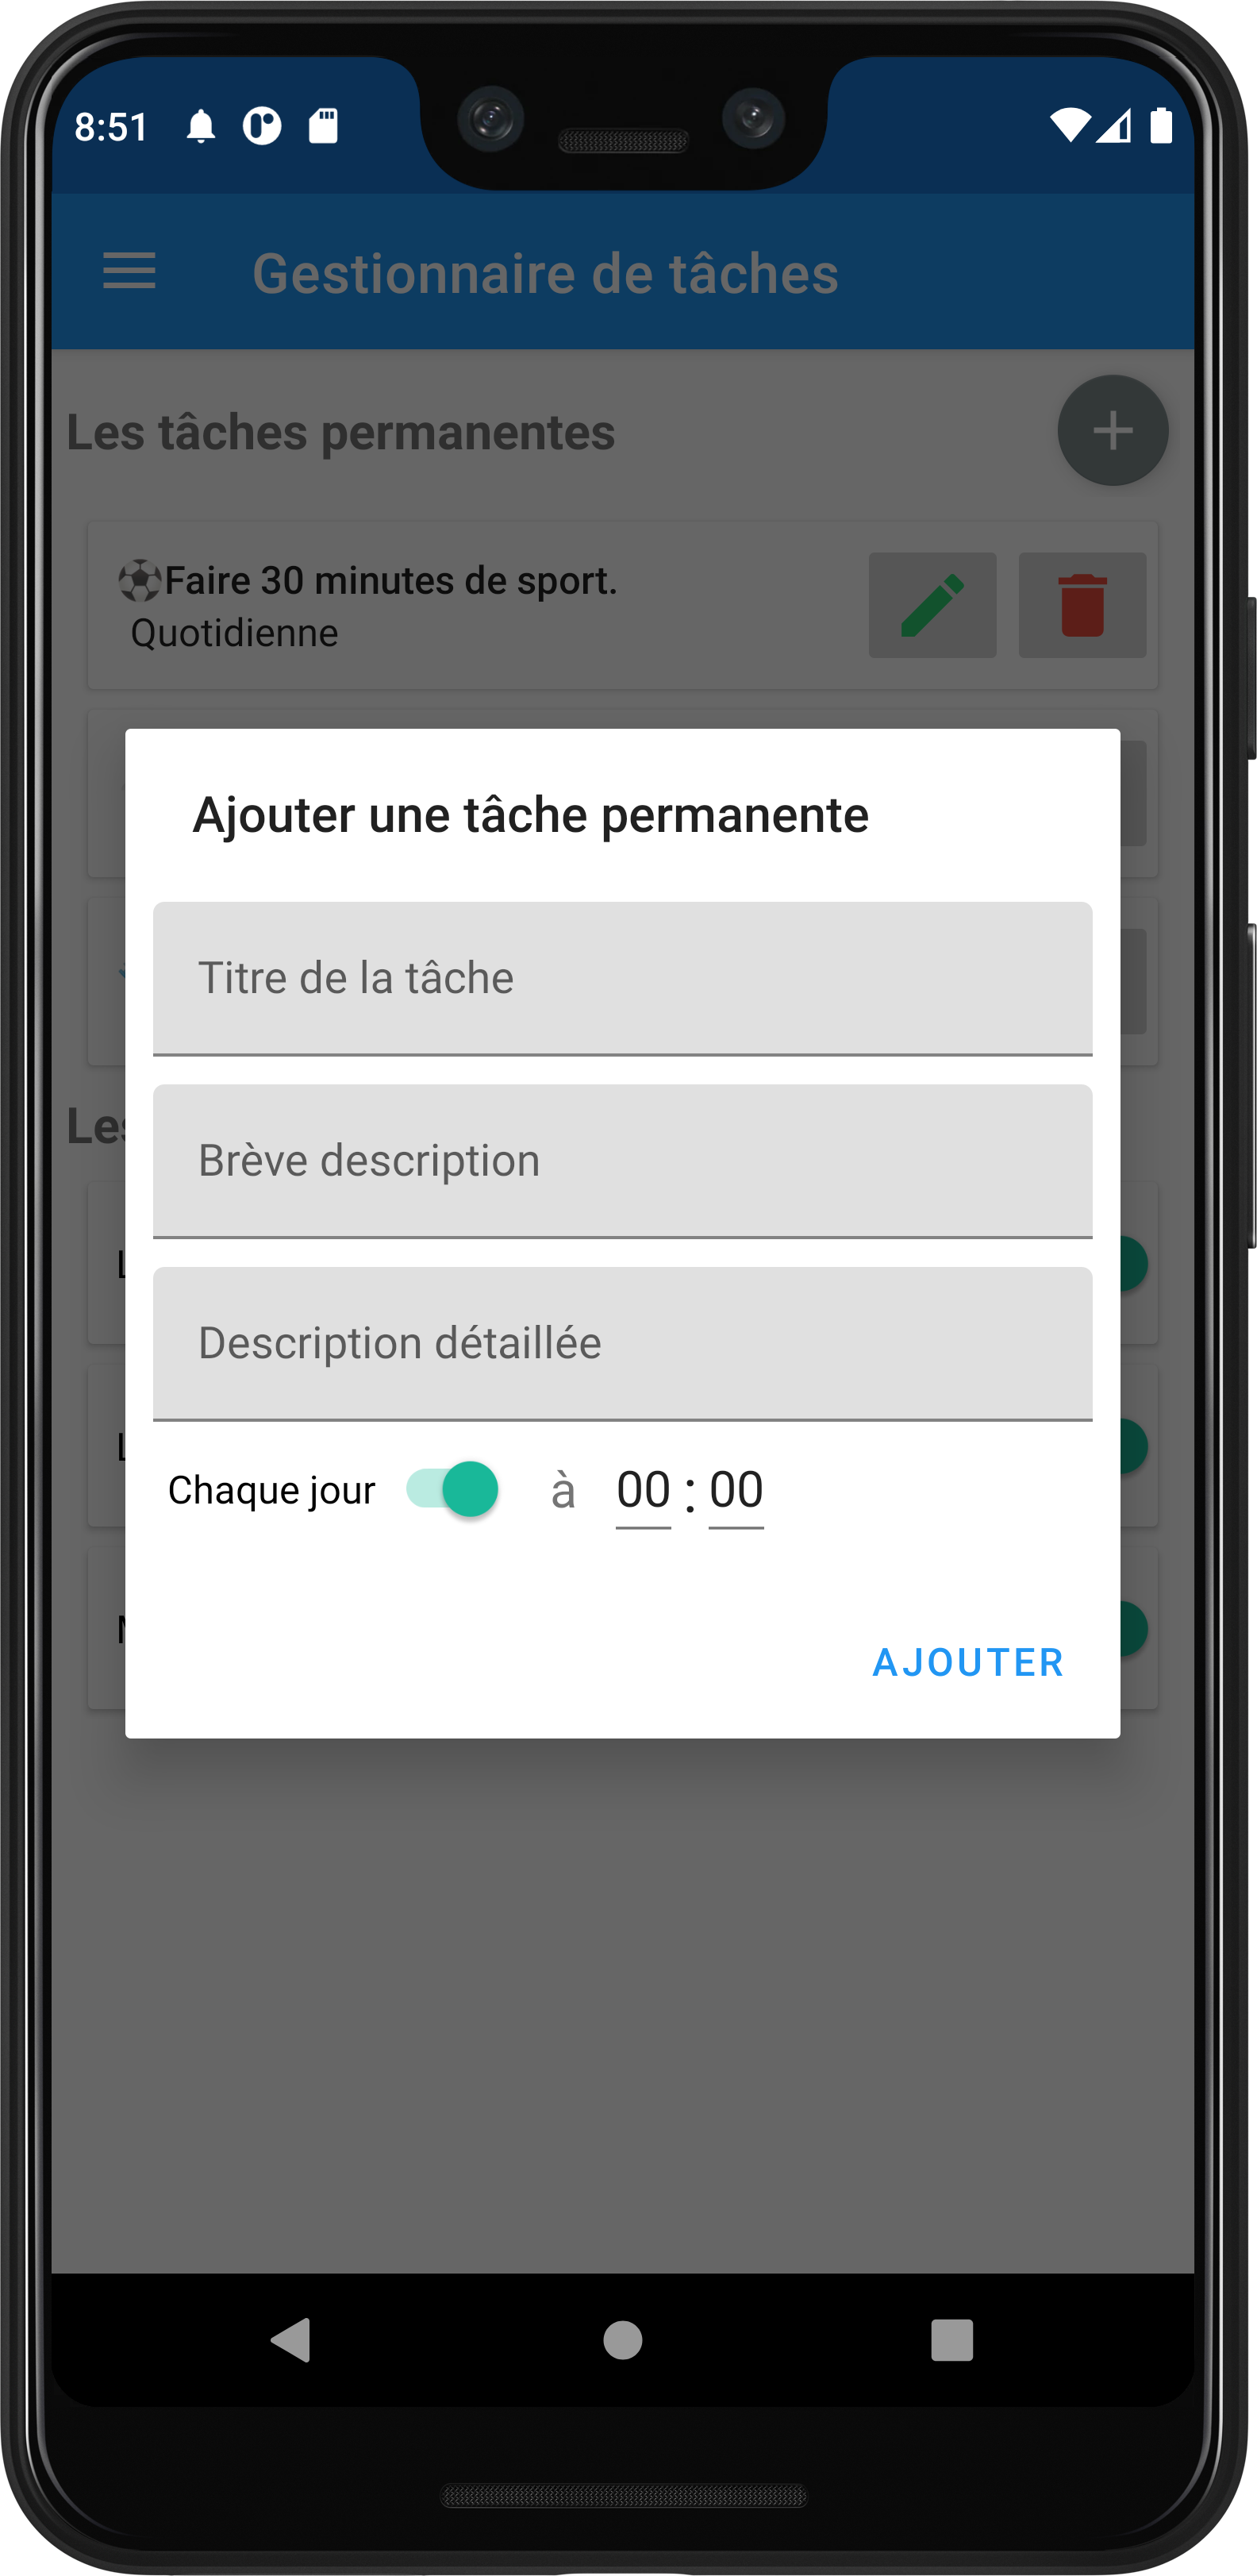 8:51
Gestionnaire de tâches
Les tâches permanentes
Faire 30 minutes de sport.
Quotidienne
Ajouter une tâche permanente
Titre de la tâche
Brève description
Description détaillée
Chaque jour à 00 : 00
AJOUTER